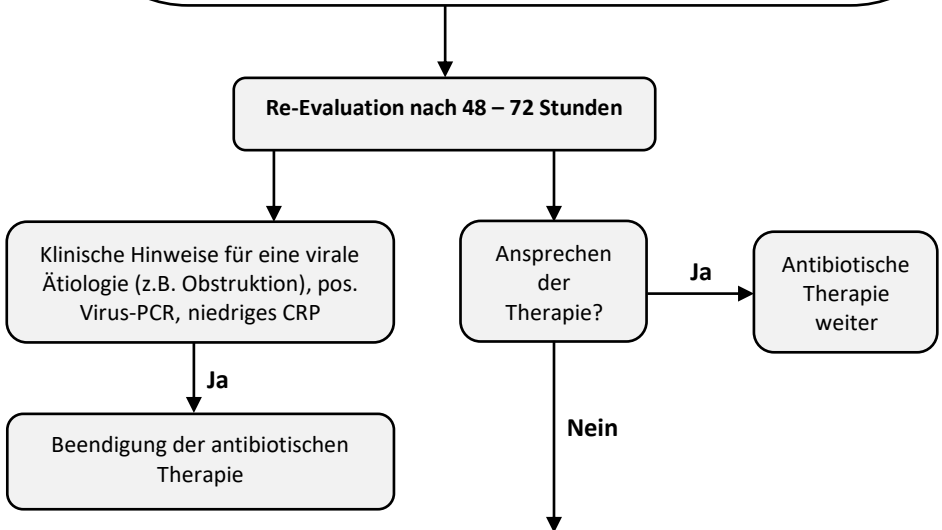 Re-Evaluation nach 48 – 72 Stunden
Klinische Hinweise für eine virale
Ätiologie (z.B. Obstruktion), pos.
Virus-PCR, niedriges CRP
Ansprechen
der
Therapie?
Ja
Antibiotische
Therapie
weiter
Ja
Beendigung der antibiotischen
Therapie
Nein